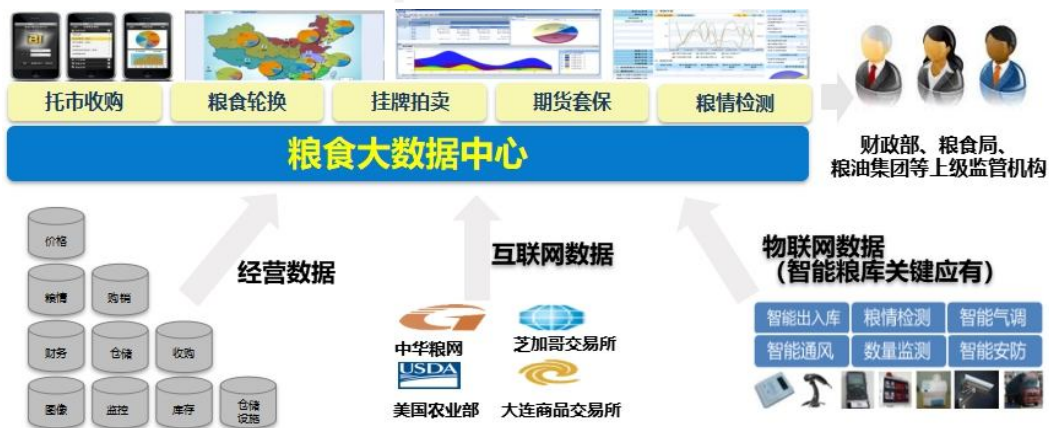 托市收购
粮食轮换
挂牌拍卖
期货套保
粮情检测
粮食大数据中心
财政部、粮食局、
粮油集团等上级监管机构
经营数据
互联网数据
物联网数据
（智能粮库关键应有）
价格
粮情
购销
财务
仓储
收购
图像
监控
库存
仓储
设施
中华粮网
芝加哥交易所
USDA
美国农业部
大连商品交易所
智能出入库
粮情检测
智能气调
智能通风
数量监测
智能安防